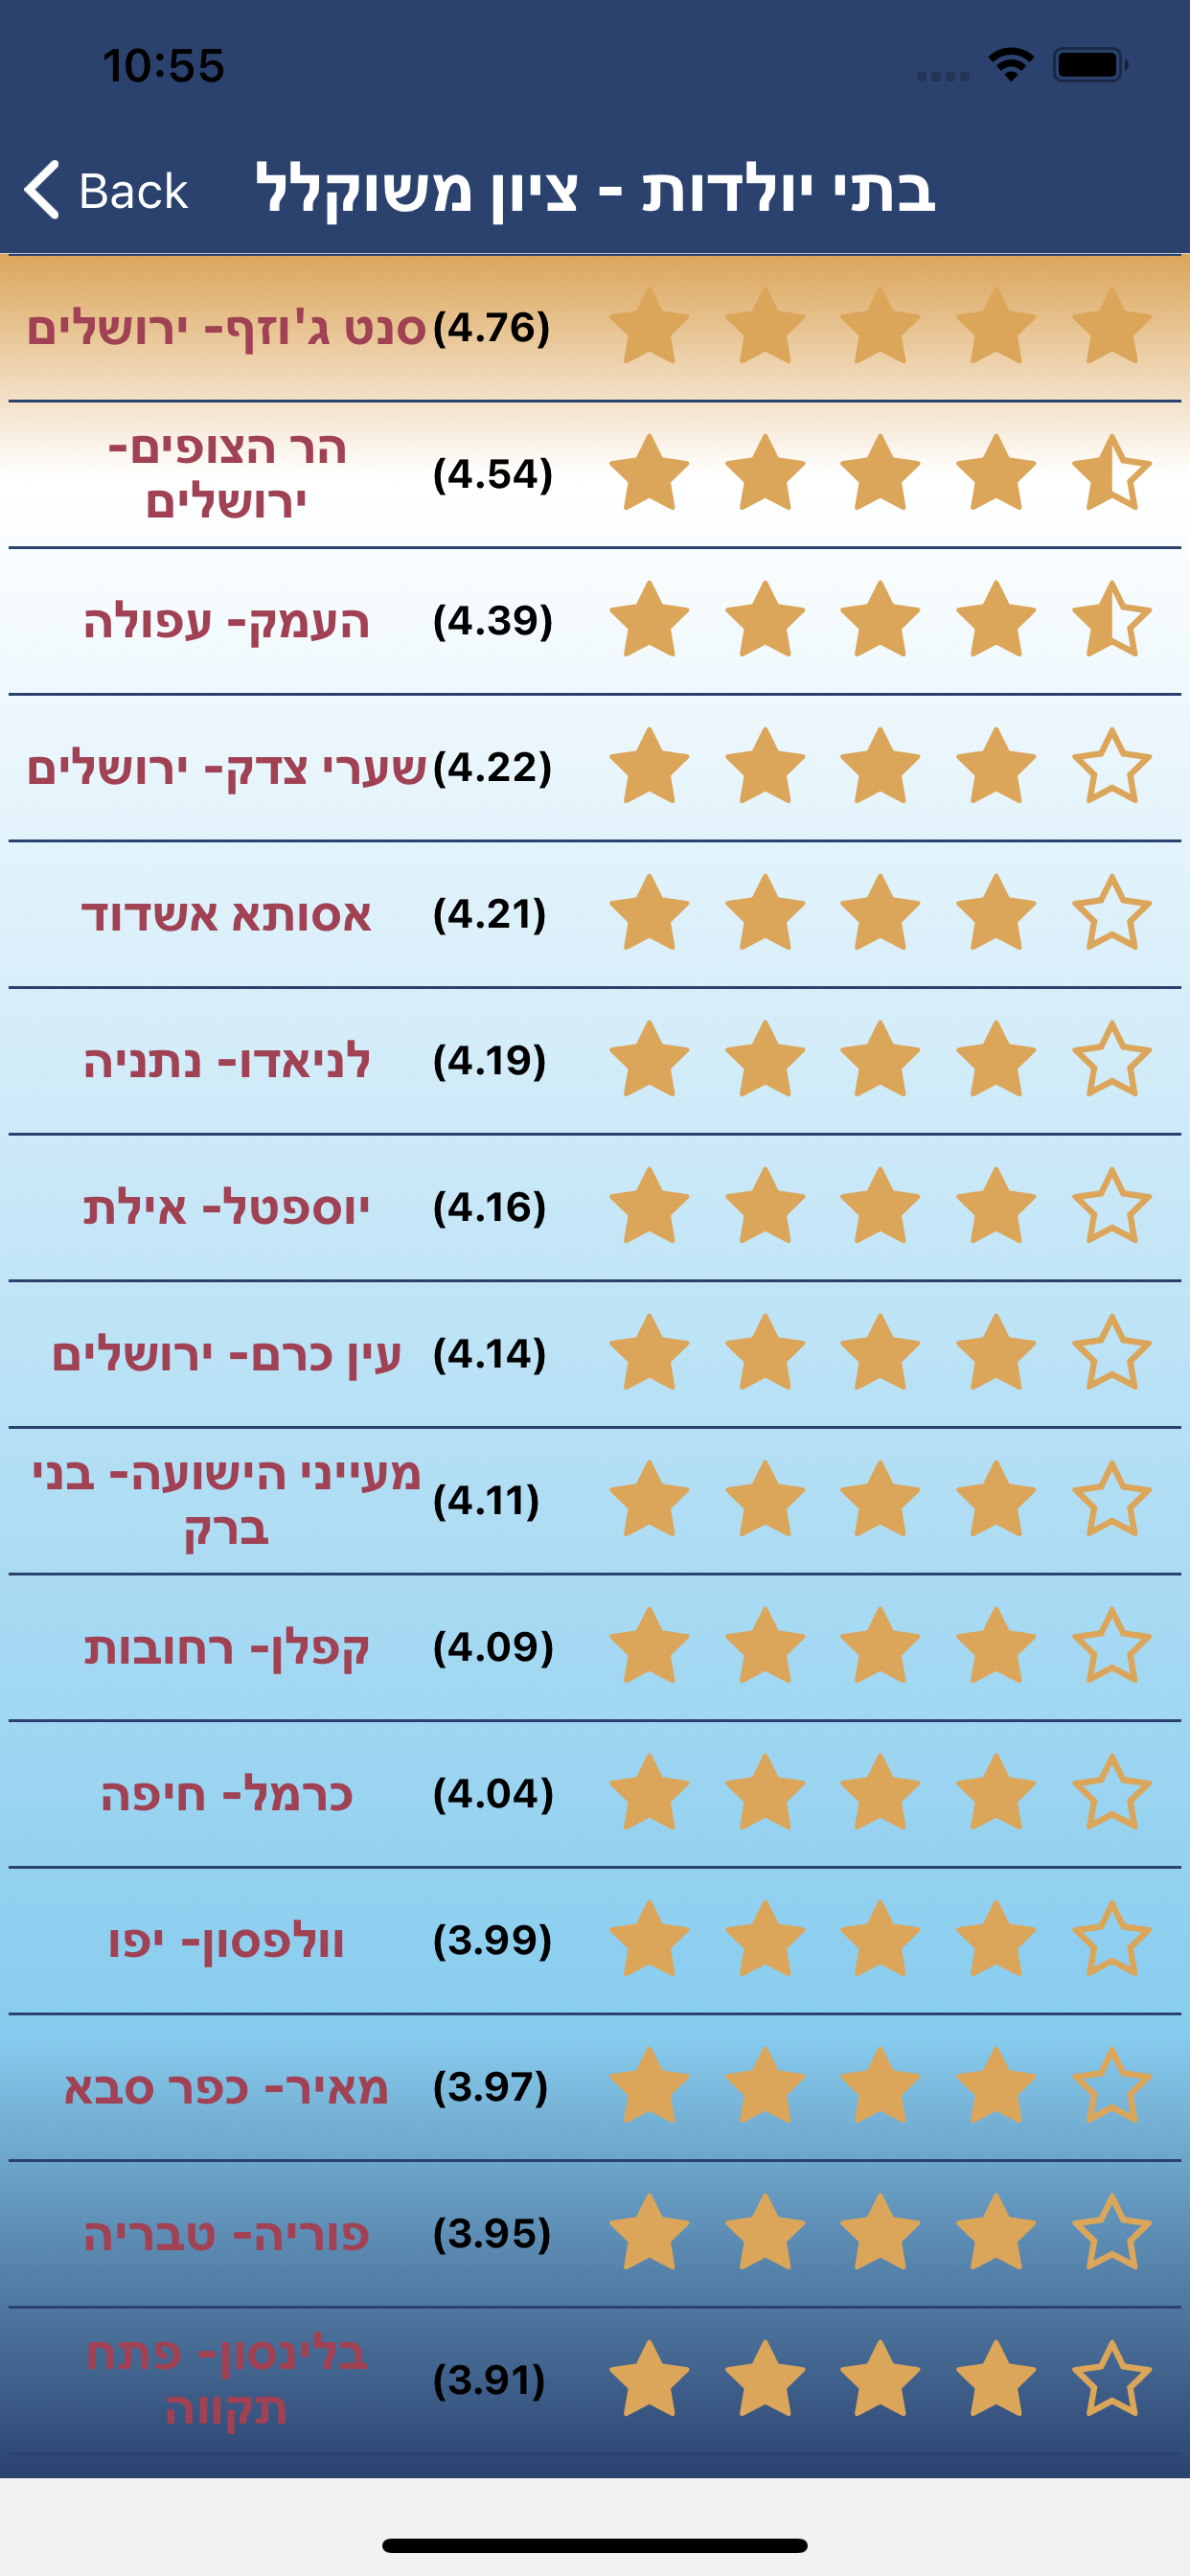 10:55
Back
בתי יולדות - ציון משוקלל
סנט ג'וזף- ירושלים (4.76)
הר הצופים-
ירושלים
(4.54)
העמק- עפולה (4.39)
שערי צדק- ירושלים (4.22)
אסותא אשדוד (4.21)
לניאדו- נתניה (4.19)
יוספטל- אילת (4.16)
עין כרם- ירושלים (4.14)
מעייני הישועה- בני
ברק
(4.11)
קפלן- רחובות (4.09)
כרמל- חיפה (4.04)
וולפסון- יפו (3.99)
מאיר- כפר סבא (3.97)
פוריה- טבריה (3.95)
בלינסון- פתח
תקווה
(3.91)